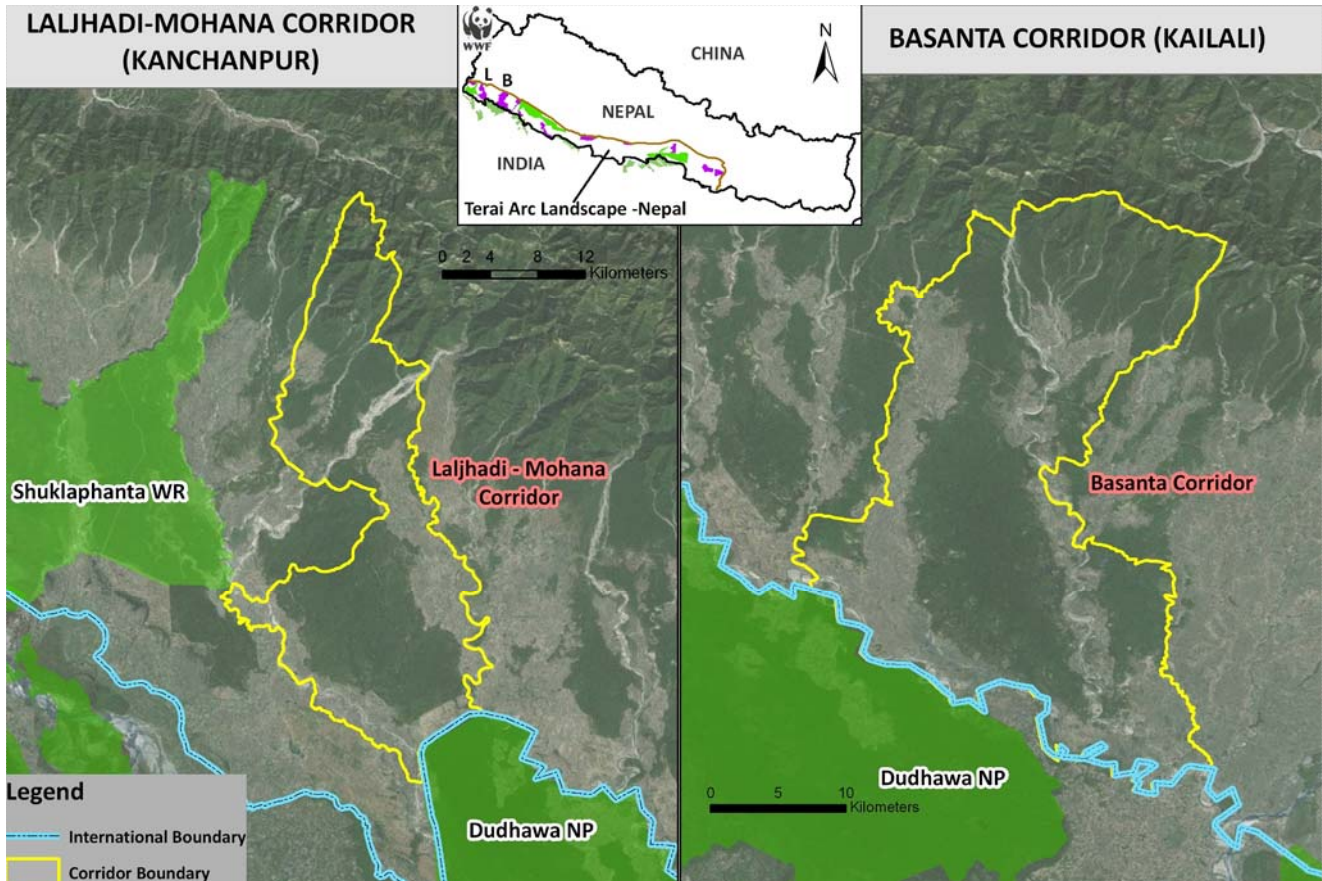 LALJHADI-MOHANA CORRIDOR
(KANCHANPUR)
WWF
N
CHINA
L B
NEPAL
INDIA
Terai Arc Landscape -Nepal
BASANTA CORRIDOR (KAILALI)
0 2 4 8 12
Kilometers
Shuklaphanta WR
Laljhadi - Mohana
Corridor
Dudhawa NP
Legend
International Boundary
Corridor Boundary
Basanta Corridor
Dudhawa NP
0 5 10
Kilometers